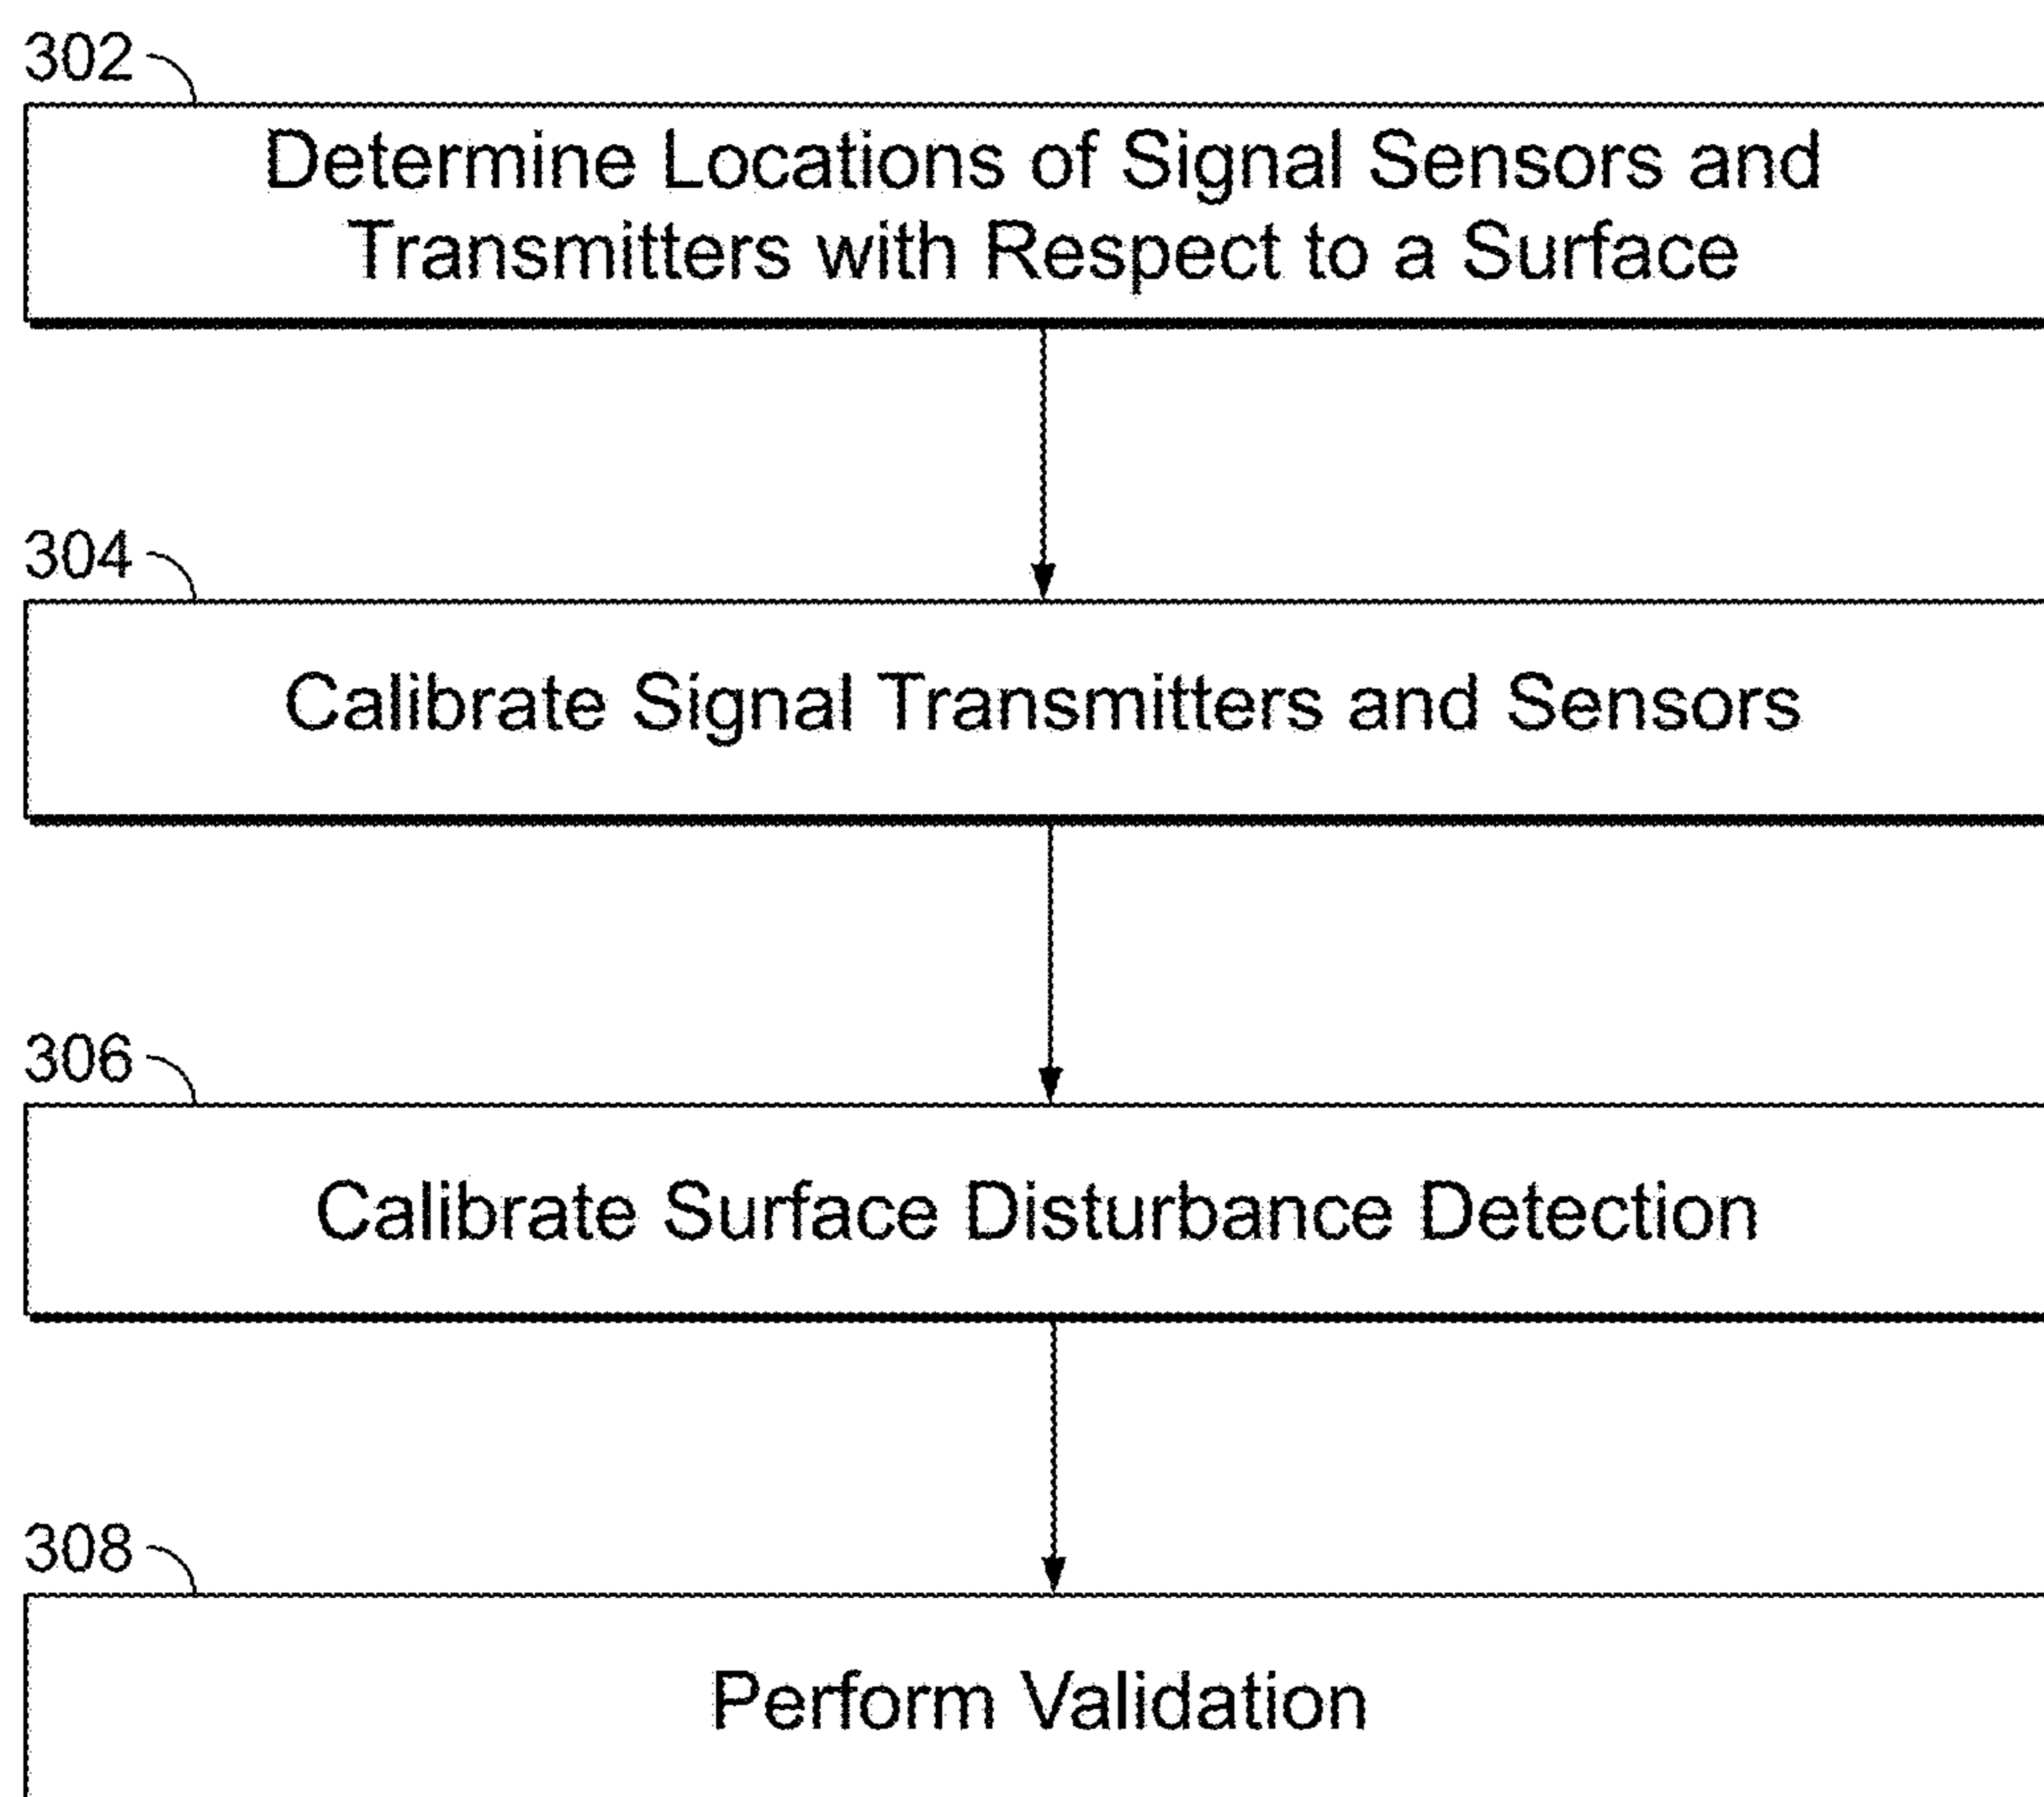 302
Determine Locations of Signal Sensors and
Transmitters with Respect to a Surface
304
Calibrate Signal Transmitters and Sensors
306
Calibrate Surface Disturbance Detection
308
Perform Validation